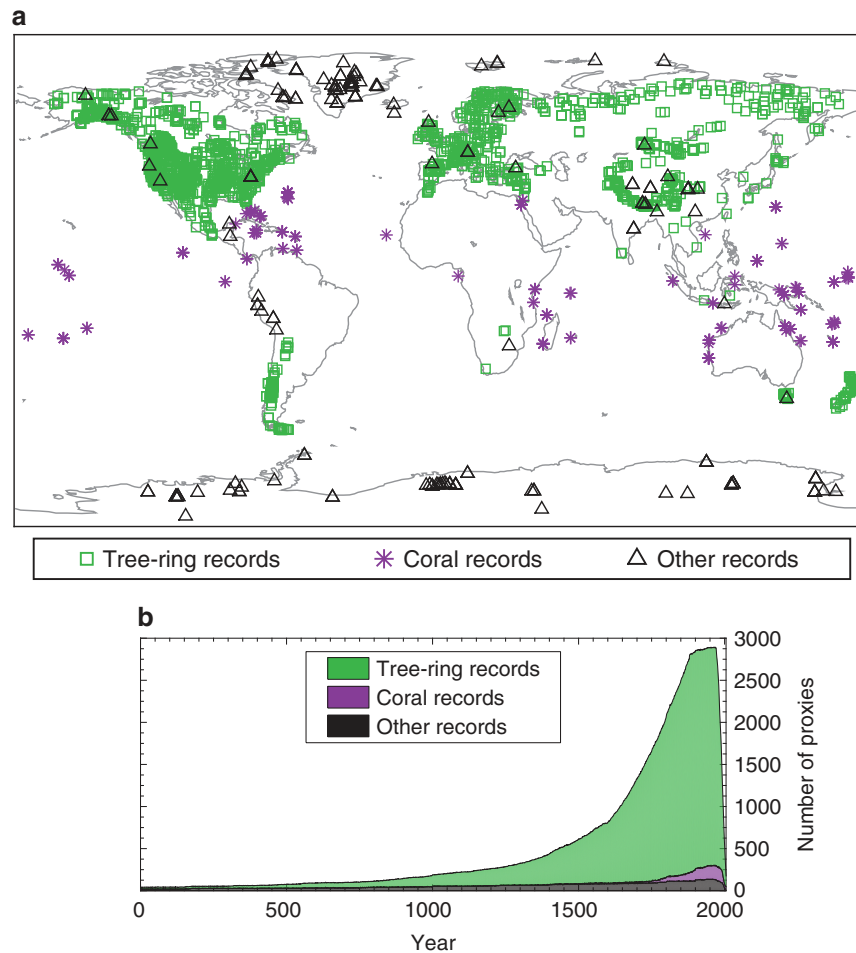 a
Tree-ring records Coral records Other records
b
Tree-ring records
Coral records
Other records
3000
2500
2000
1500
1000
500
0
Number of proxies
0 500 1000 1500 2000
Year